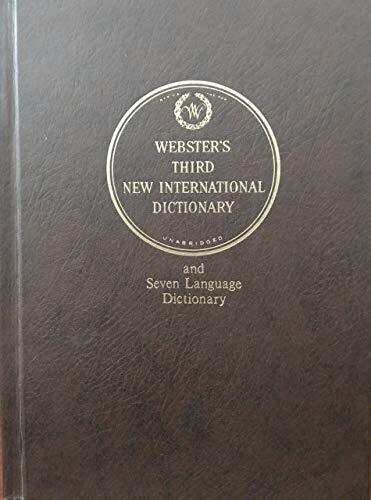 W
WEBSTER'S
THIRD
NEW INTERNATIONAL
DICTIONARY
UNABRIDGED
and
Seven Language
Dictionary